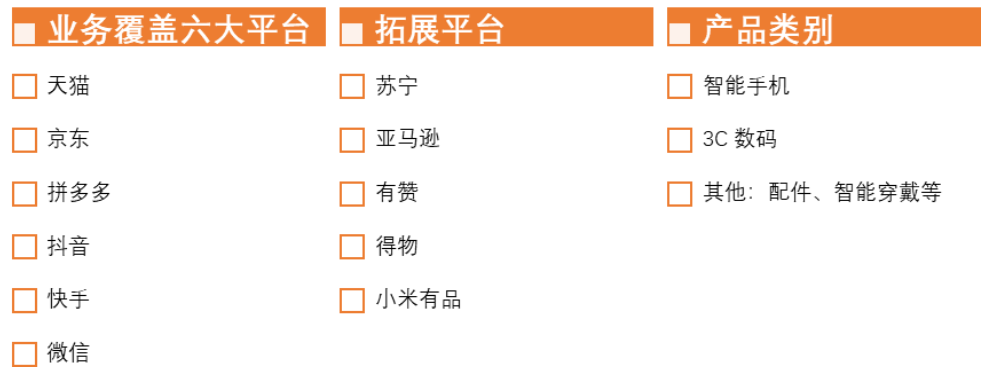 业务覆盖六大平台
天猫
京东
拼多多
抖音
快手
微信
拓展平台
苏宁
亚马逊
有赞
得物
小米有品
产品类别
智能手机
3C 数码
其他：配件、智能穿戴等